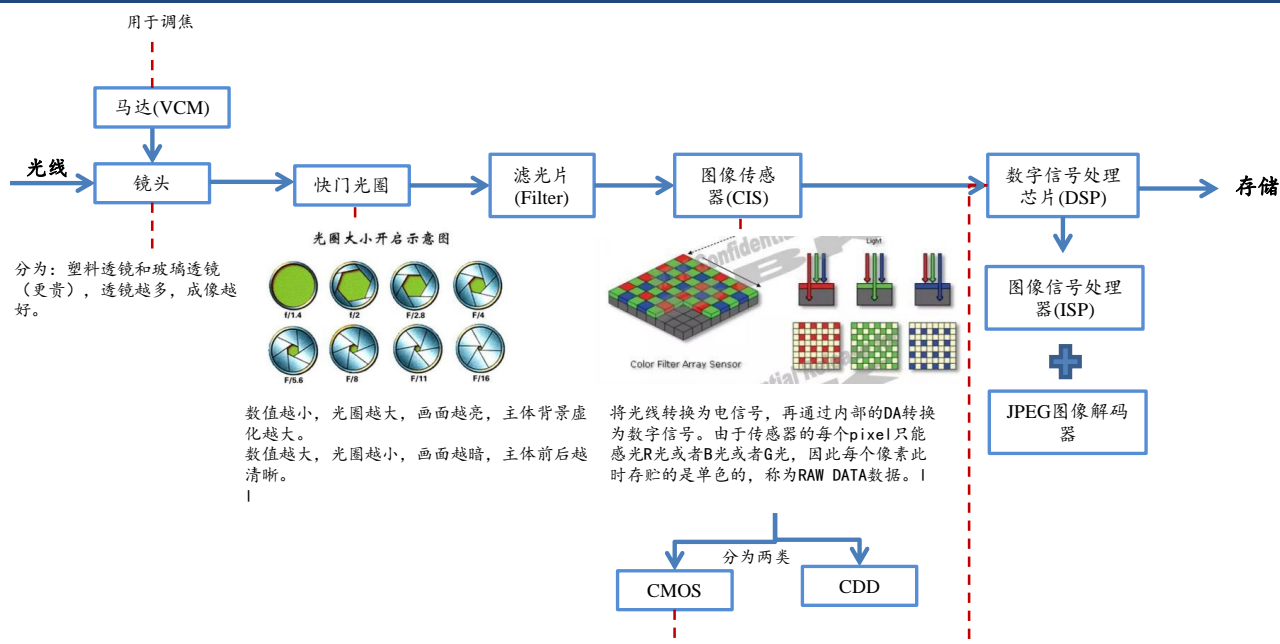 用于调焦
马达(VCM)
光线
镜头
快门光圈
滤光片
(Filter)
图像传感
器(CIS)
数字信号处理
芯片(DSP)
存储
分为：塑料透镜和玻璃透镜
（更贵），透镜越多，成像越
好。
光圈大小开启示意图
f/1.4
f/2
F/2.8
F/4
F/5.6
F/8
F/11
F/16
数值越小，光圈越大，画面越亮，主体背景虚
化越大。
数值越大，光圈越小，画面越暗，主体前后越
清晰。
|
Confidential
Light
Color Filter Array Sensor
将光线转换为电信号，再通过内部的DA转换
为数字信号。由于传感器的每个pixel只能
感光R光或者B光或者G光，因此每个像素此
时存贮的是单色的，称为RAW DATA数据。|
图像信号处理
器(ISP)
JPEG图像解码
器
分为两类
CMOS
CDD